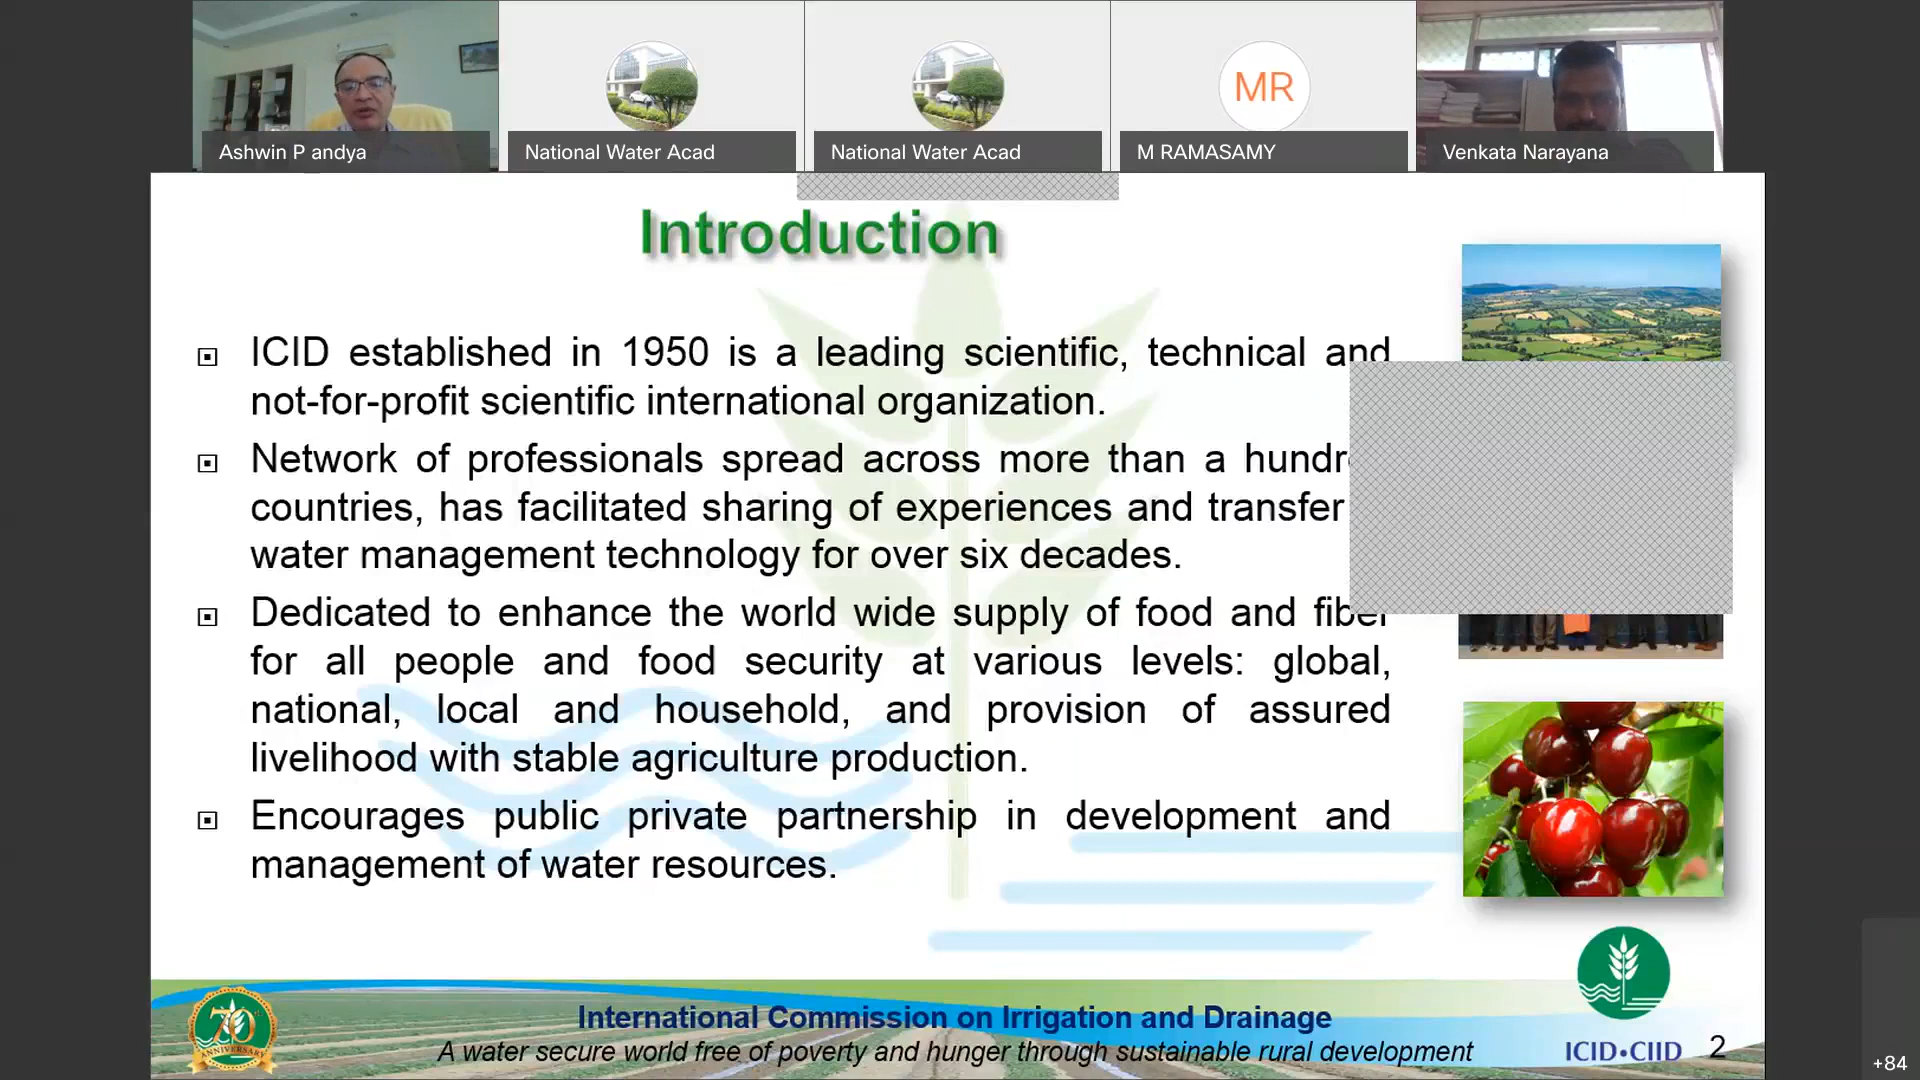 Ashwin P andya
National Water Acad
National Water Acad
MR
M RAMASAMY
Venkata Narayana
Introduction
ICID established in 1950 is a leading scientific, technical and
not-for-profit scientific international organization.
Network of professionals spread across more than a
countries, has facilitated sharing of experiences and transfer
water management technology for over six decades.
Dedicated to enhance the world wide supply of food and fiber
for all people and food security at various levels: global,
national, local and household, and provision of assured
livelihood with stable agriculture production.
Encourages public private partnership in development and
management of water resources.
70
ANNIVERSARY
International Commission on Irrigation and Drainage
A water secure world free of poverty and hunger through sustainable rural development
ICID•CIID
2
+84